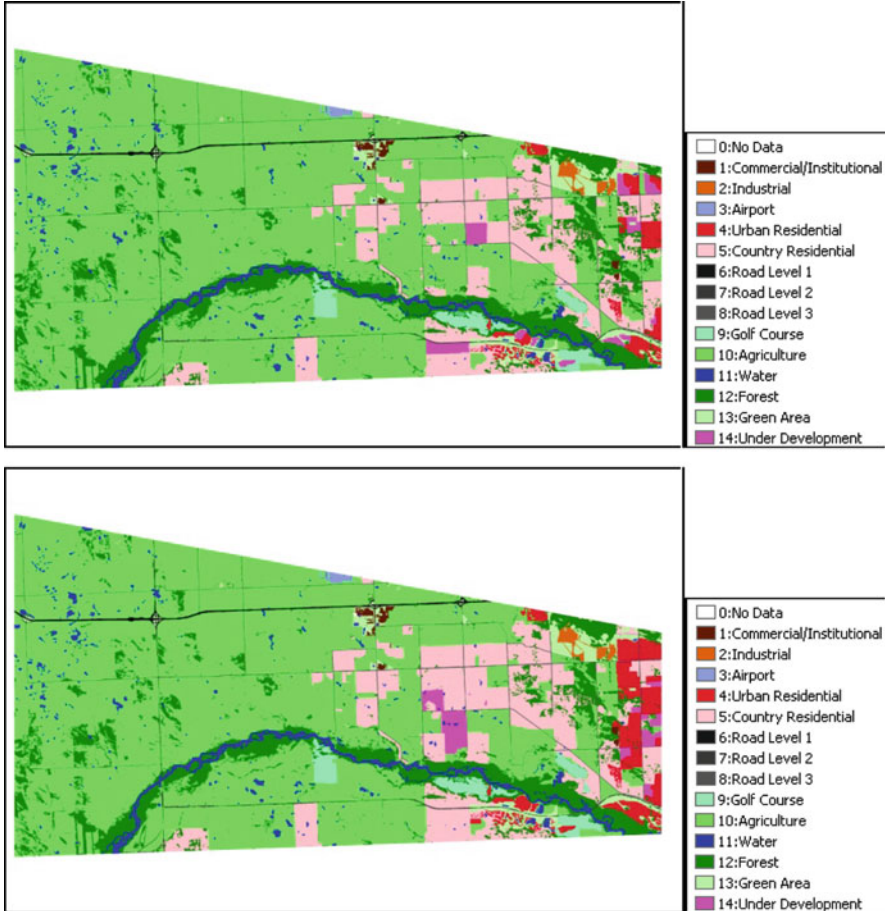 0:No Data
1:Commercial/Institutional
2:Industrial
3:Airport
4:Urban Residential
5:Country Residential
6:Road Level 1
7:Road Level 2
8:Road Level 3
9:Golf Course
10:Agriculture
11:Water
12:Forest
13:Green Area
14:Under Development
0:No Data
1:Commercial/Institutional
2:Industrial
3:Airport
4:Urban Residential
5:Country Residential
6:Road Level 1
7:Road Level 2
8:Road Level 3
9:Golf Course
10:Agriculture
11:Water
12:Forest
13:Green Area
14:Under Development